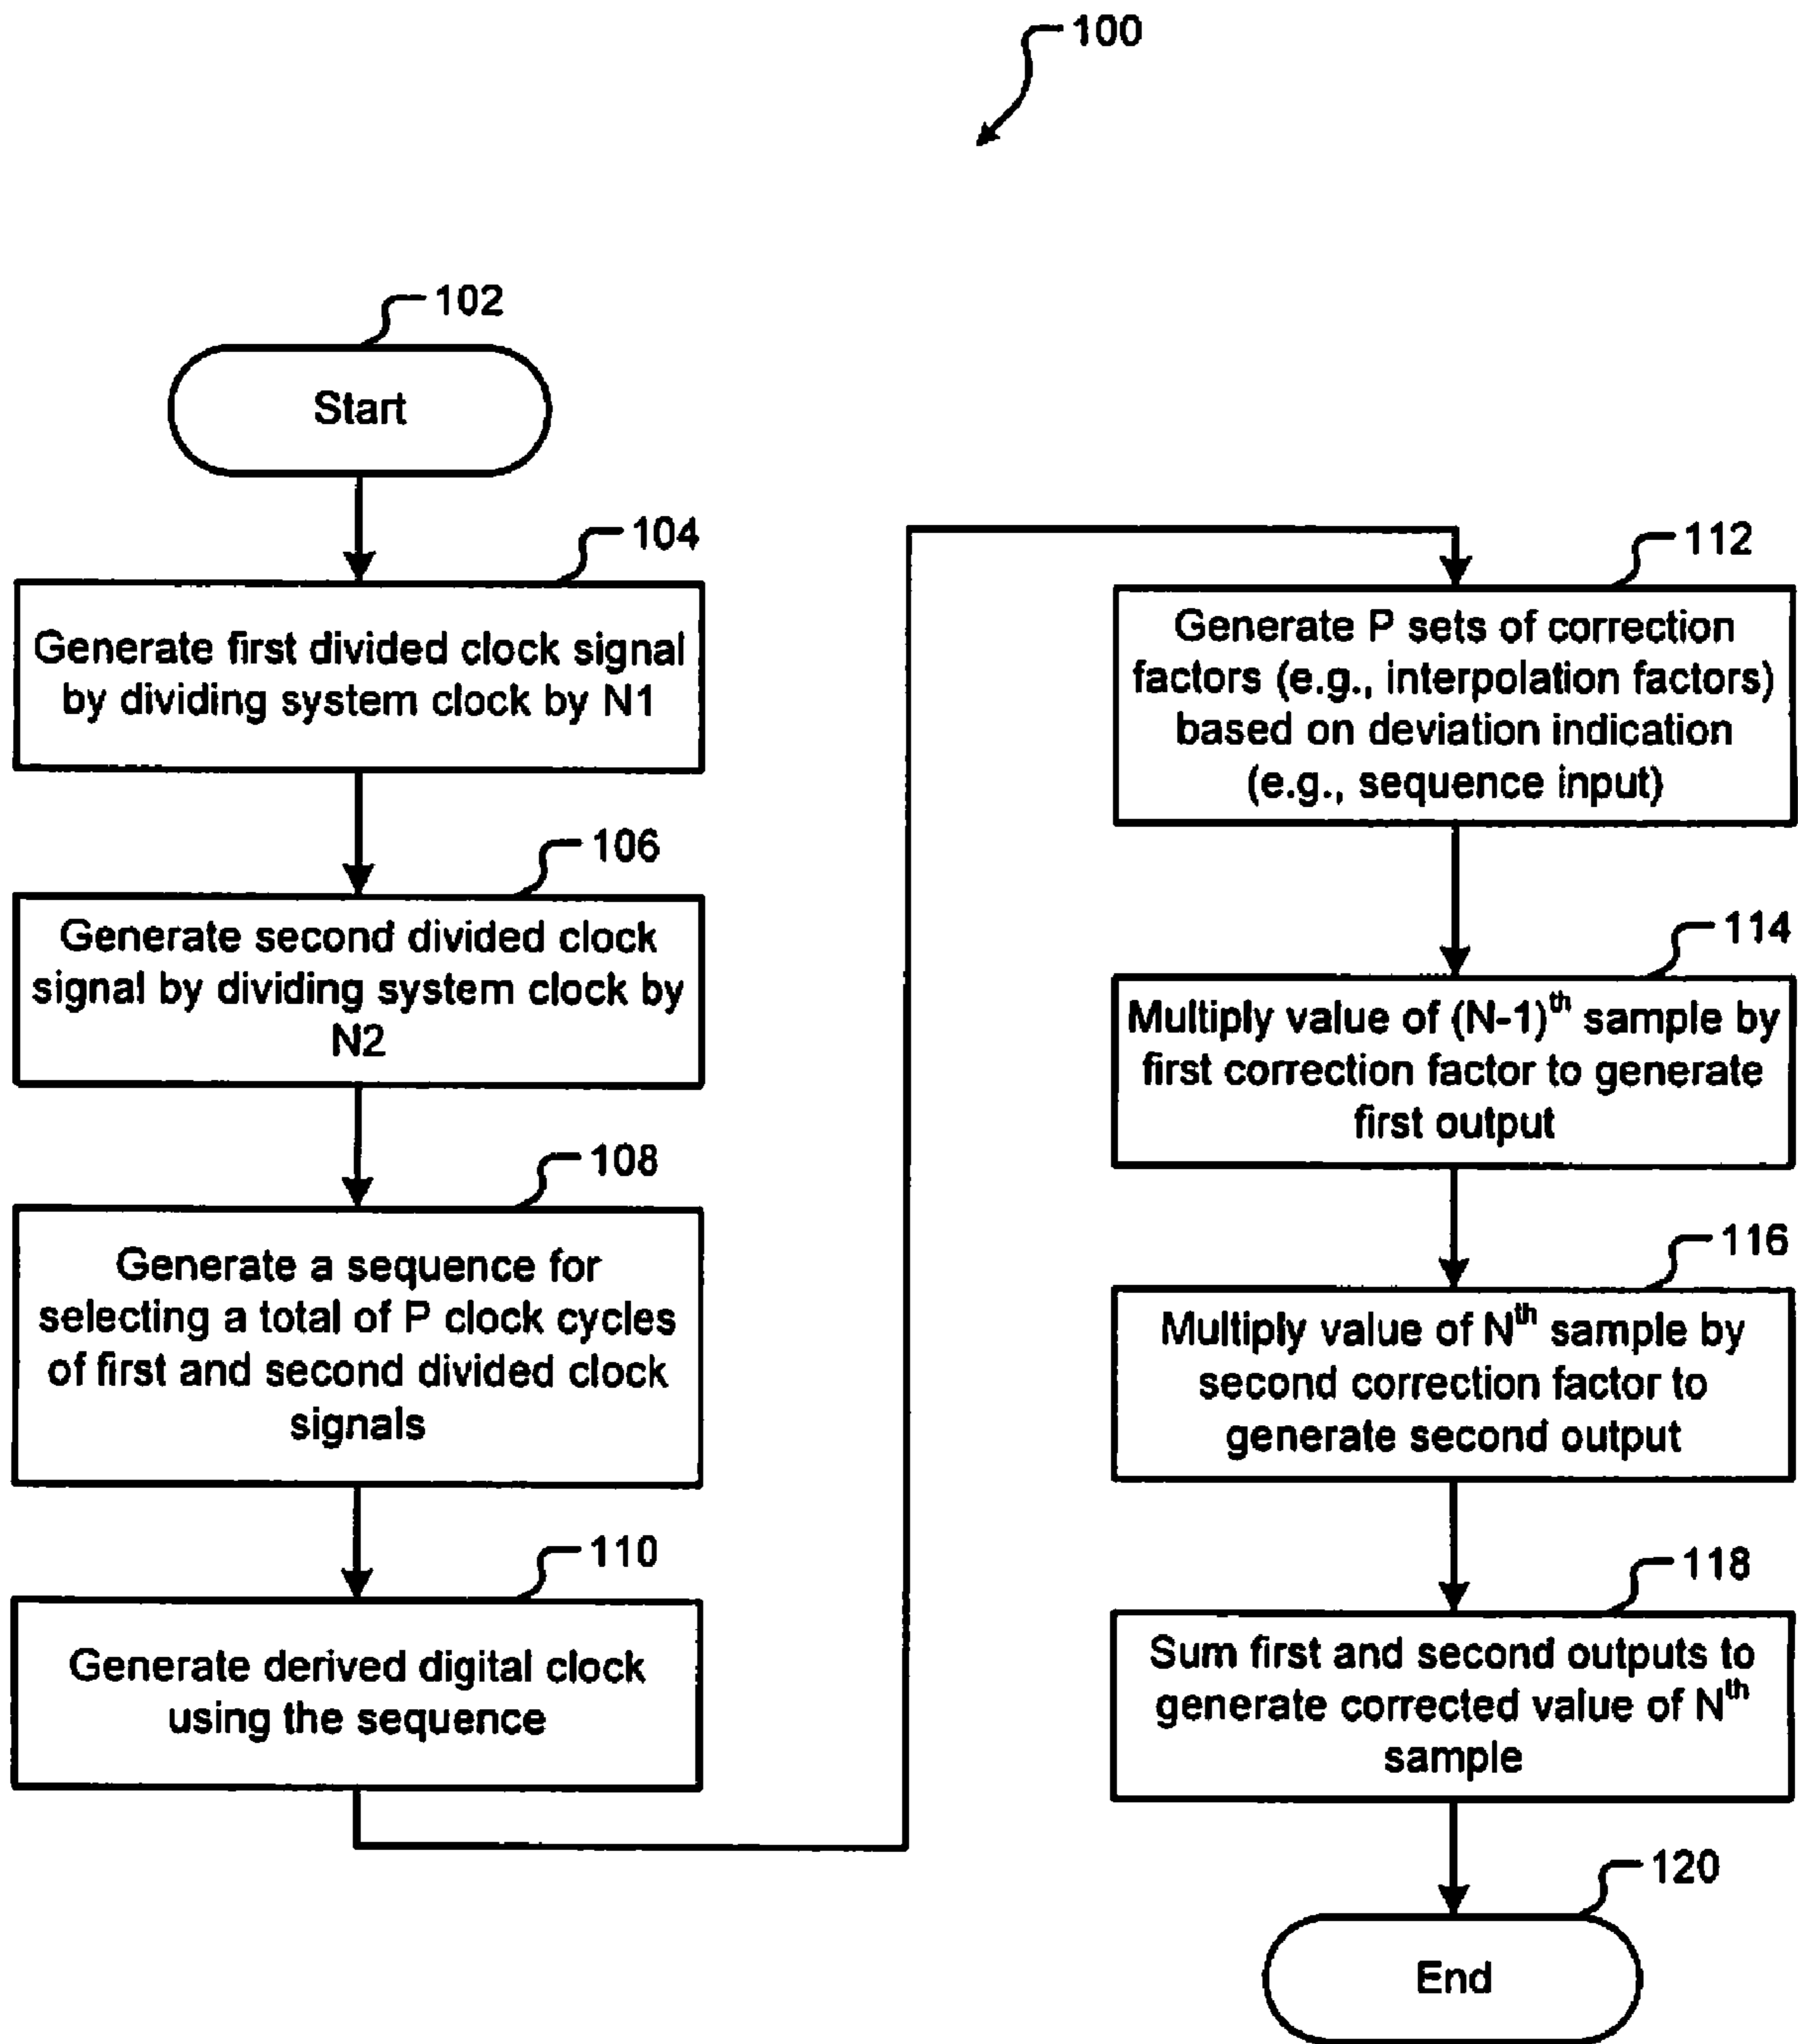 100
102
Start
104
Generate first divided clock signal
by dividing system clock by N1
106
Generate second divided clock
signal by dividing system clock by
N2
108
Generate a sequence for
selecting a total of P clock cycles
of first and second divided clock
signals
110
Generate derived digital clock
using the sequence
112
Generate P sets of correction
factors (e.g., interpolation factors)
based on deviation indication
(e.g., sequence input)
114
Multiply value of (N-1)th sample by
first correction factor to generate
first output
116
Multiply value of Nth sample by
second correction factor to
generate second output
118
Sum first and second outputs to
generate corrected value of Nth
sample
120
End